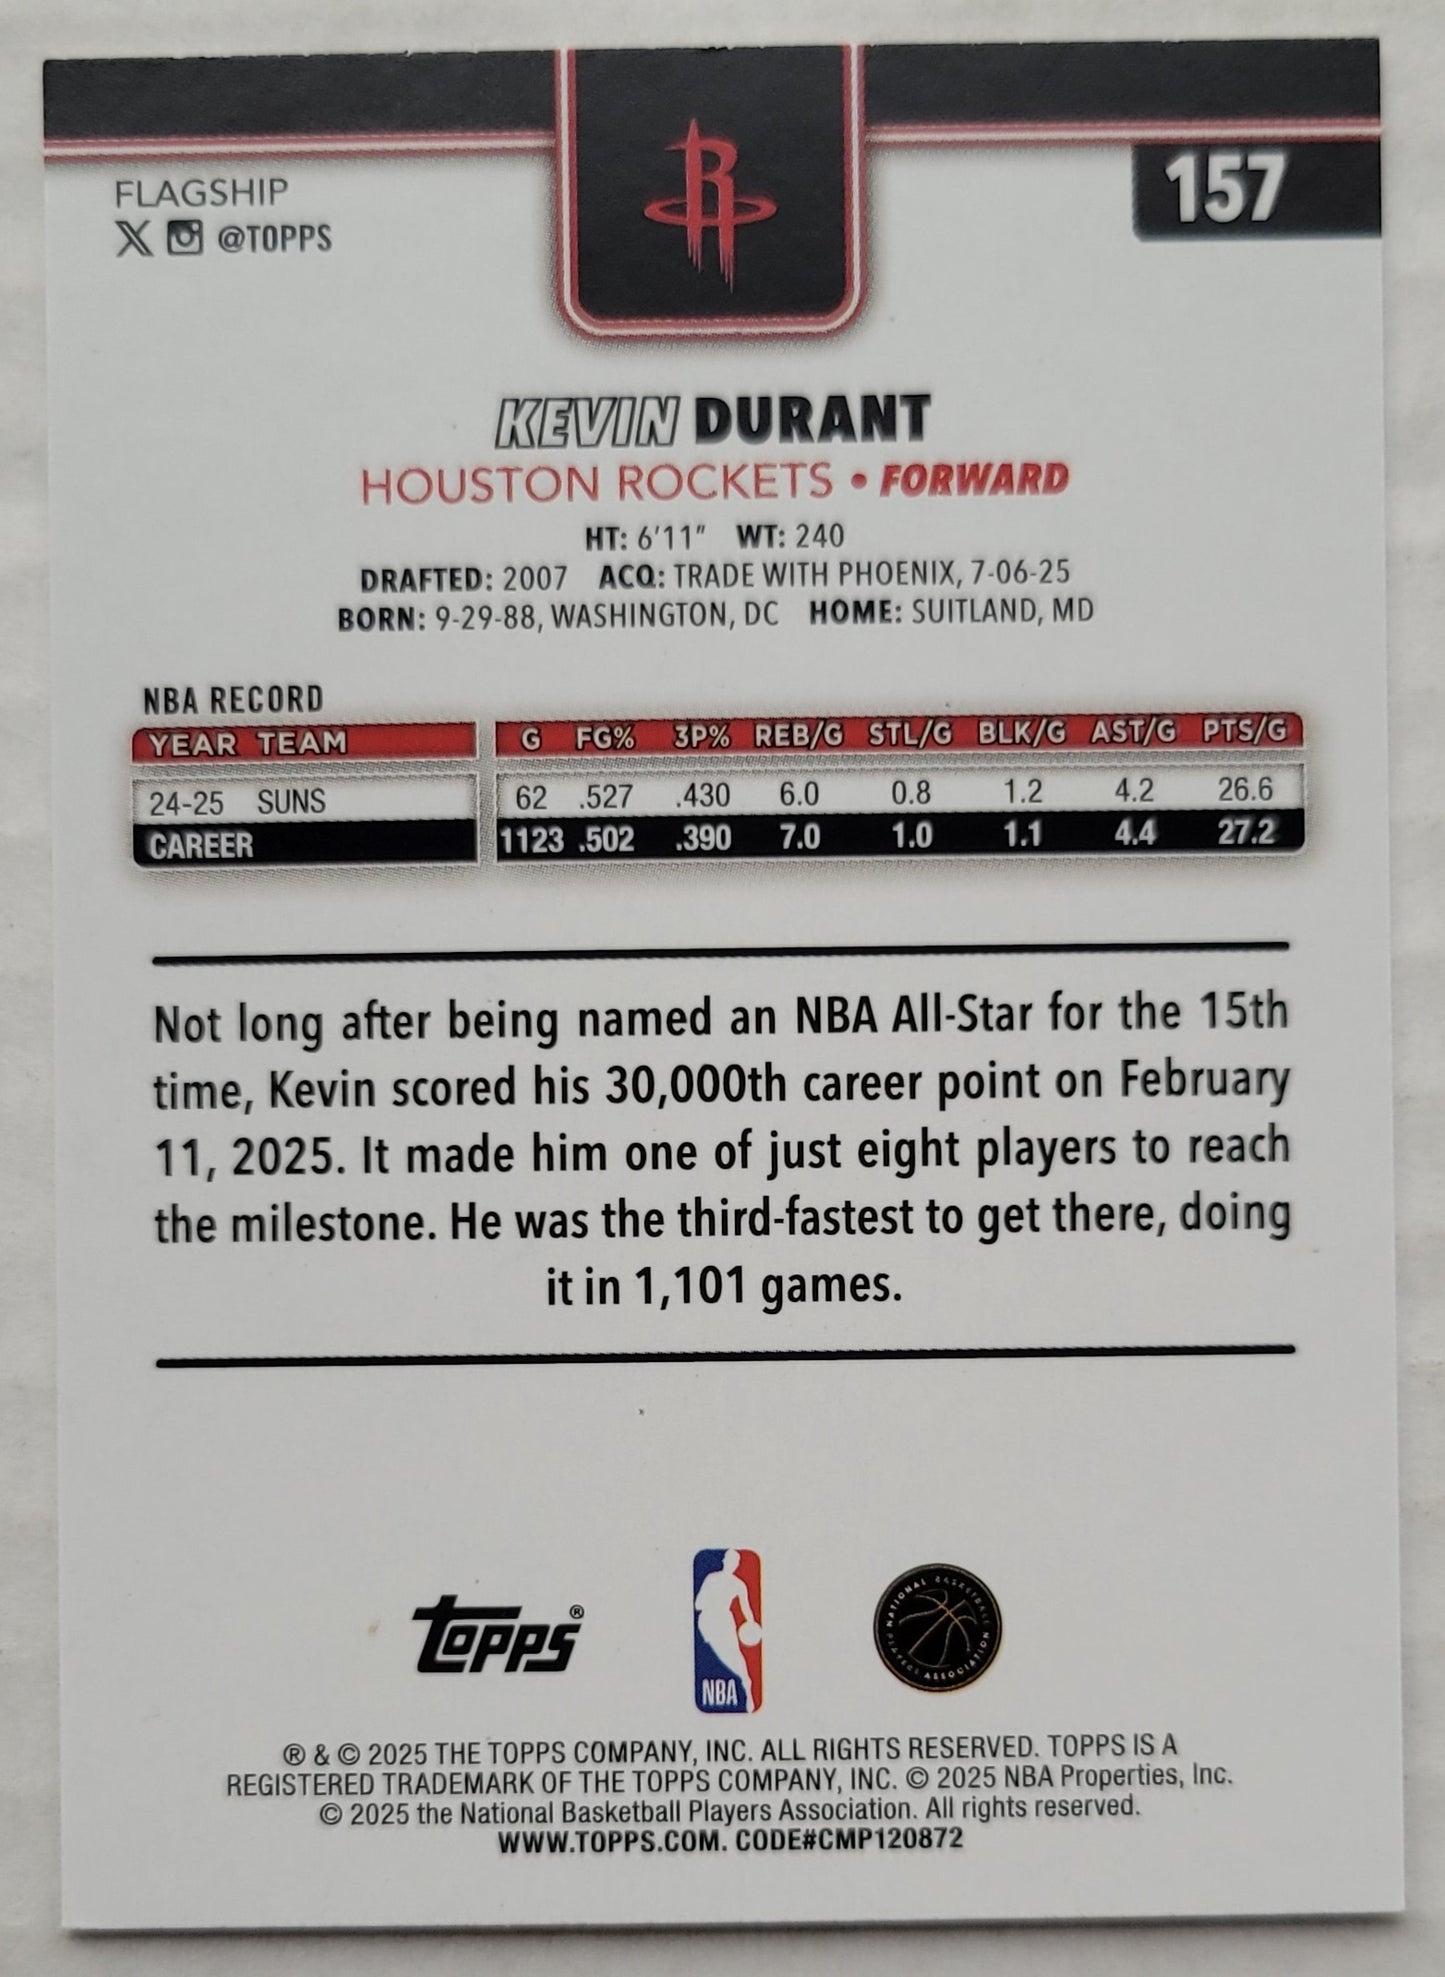 FLAGSHIP
X @TOPPS
157
R
KEVIN DURANT
HOUSTON ROCKETS • FORWARD
HT: 6'11" WT: 240
DRAFTED: 2007 ACQ: TRADE WITH PHOENIX, 7-06-25
BORN: 9-29-88, WASHINGTON, DC HOME: SUITLAND, MD
NBA RECORD
YEAR TEAM G FG% 3P% REB/G STL/G BLK/G AST/G PTS/G
24-25 SUNS 62 .527 .430 6.0 0.8 1.2 4.2 26.6
CAREER 1123 .502 .390 7.0 1.0 1.1 4.4 27.2
Not long after being named an NBA All-Star for the 15th
time, Kevin scored his 30,000th career point on February
11, 2025. It made him one of just eight players to reach
the milestone. He was the third-fastest to get there, doing
it in 1,101 games.
Topps®
NBA
NATIONAL BASKETBALL PLAYERS ASSOCIATION
® & © 2025 THE TOPPS COMPANY, INC. ALL RIGHTS RESERVED. TOPPS IS A
REGISTERED TRADEMARK OF THE TOPPS COMPANY, INC. © 2025 NBA Properties, Inc.
© 2025 the National Basketball Players Association. All rights reserved.
WWW.TOPPS.COM. CODE#CMP120872